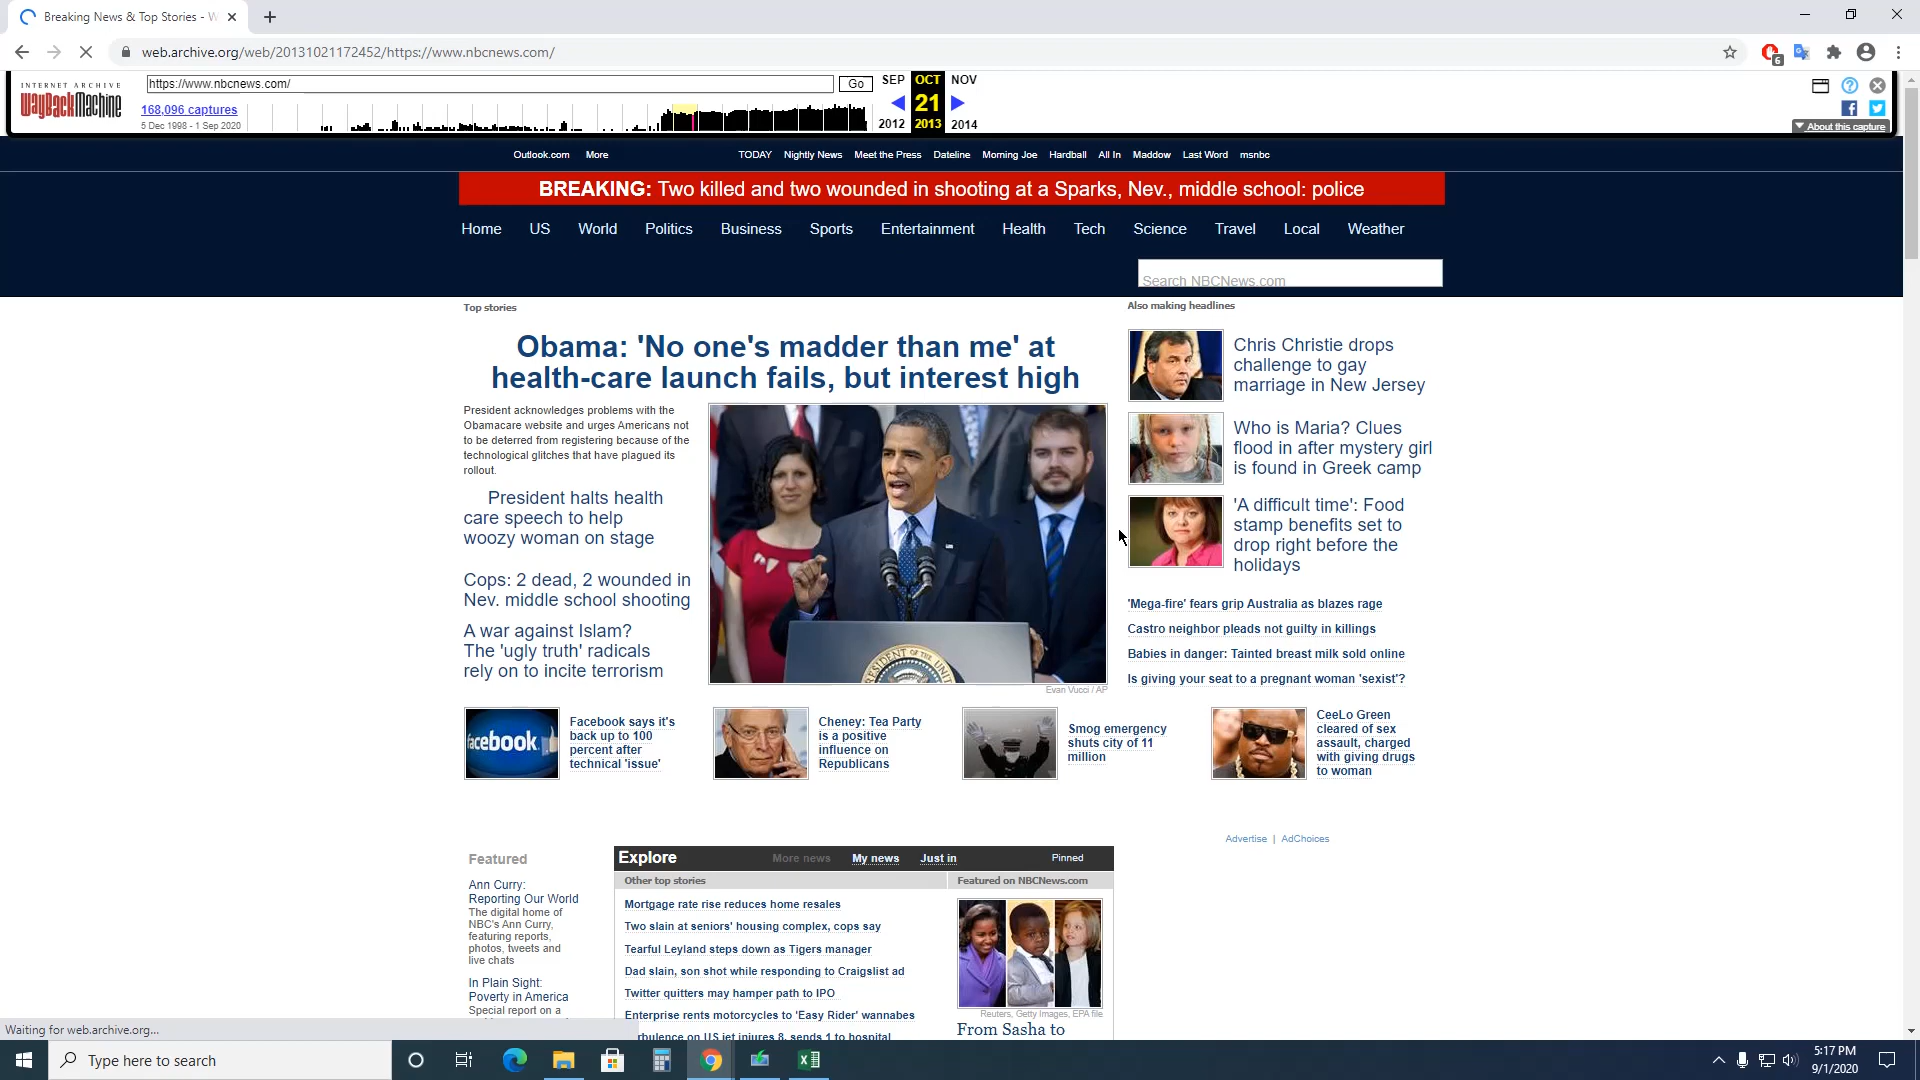 Breaking News & Top Stories - W
web.archive.org/web/20131021172452/https://www.nbcnews.com/
6
INTERNET ARCHIVE
WayBackMachine
https://www.nbcnews.com/
Go
168,096 captures
5 Dec 1998 - 1 Sep 2020
SEP OCT NOV
21
2012 2013 2014
About this capture
Outlook.com More TODAY Nightly News Meet the Press Dateline Morning Joe Hardball All In Maddow Last Word msnbc
BREAKING: Two killed and two wounded in shooting at a Sparks, Nev., middle school: police
Home US World Politics Business Sports Entertainment Health Tech Science Travel Local Weather
Search NBCNews.com
Top stories
Obama: 'No one's madder than me' at
health-care launch fails, but interest high
President acknowledges problems with the
Obamacare website and urges Americans not
to be deterred from registering because of the
technological glitches that have plagued its
rollout.
President halts health
care speech to help
woozy woman on stage
Cops: 2 dead, 2 wounded in
Nev. middle school shooting
A war against Islam?
The 'ugly truth' radicals
rely on to incite terrorism
PRESIDENT OF THE UNIT
Evan Vucci / AP
Also making headlines
Chris Christie drops
challenge to gay
marriage in New Jersey
Who is Maria? Clues
flood in after mystery girl
is found in Greek camp
'A difficult time': Food
stamp benefits set to
drop right before the
holidays
'Mega-fire' fears grip Australia as blazes rage
Castro neighbor pleads not guilty in killings
Babies in danger: Tainted breast milk sold online
Is giving your seat to a pregnant woman 'sexist'?
facebook
Facebook says it's
back up to 100
percent after
technical 'issue'
Cheney: Tea Party
is a positive
influence on
Republicans
Smog emergency
shuts city of 11
million
CeeLo Green
cleared of sex
assault, charged
with giving drugs
to woman
Advertise | AdChoices
Featured
Ann Curry:
Reporting Our World
The digital home of
NBC's Ann Curry,
featuring reports,
photos, tweets and
live chats
In Plain Sight:
Poverty in America
Special report on a
Explore More news My news Just in Pinned
Other top stories
Mortgage rate rise reduces home resales
Two slain at seniors' housing complex, cops say
Tearful Leyland steps down as Tigers manager
Dad slain, son shot while responding to Craigslist ad
Twitter quitters may hamper path to IPO
Enterprise rents motorcycles to 'Easy Rider' wannabes
rbulence on US jet injures 8, sends 1 to hospital
Featured on NBCNews.com
Reuters, Getty Images, EPA file
From Sasha to
Waiting for web.archive.org...
Type here to search
5:17 PM
9/1/2020